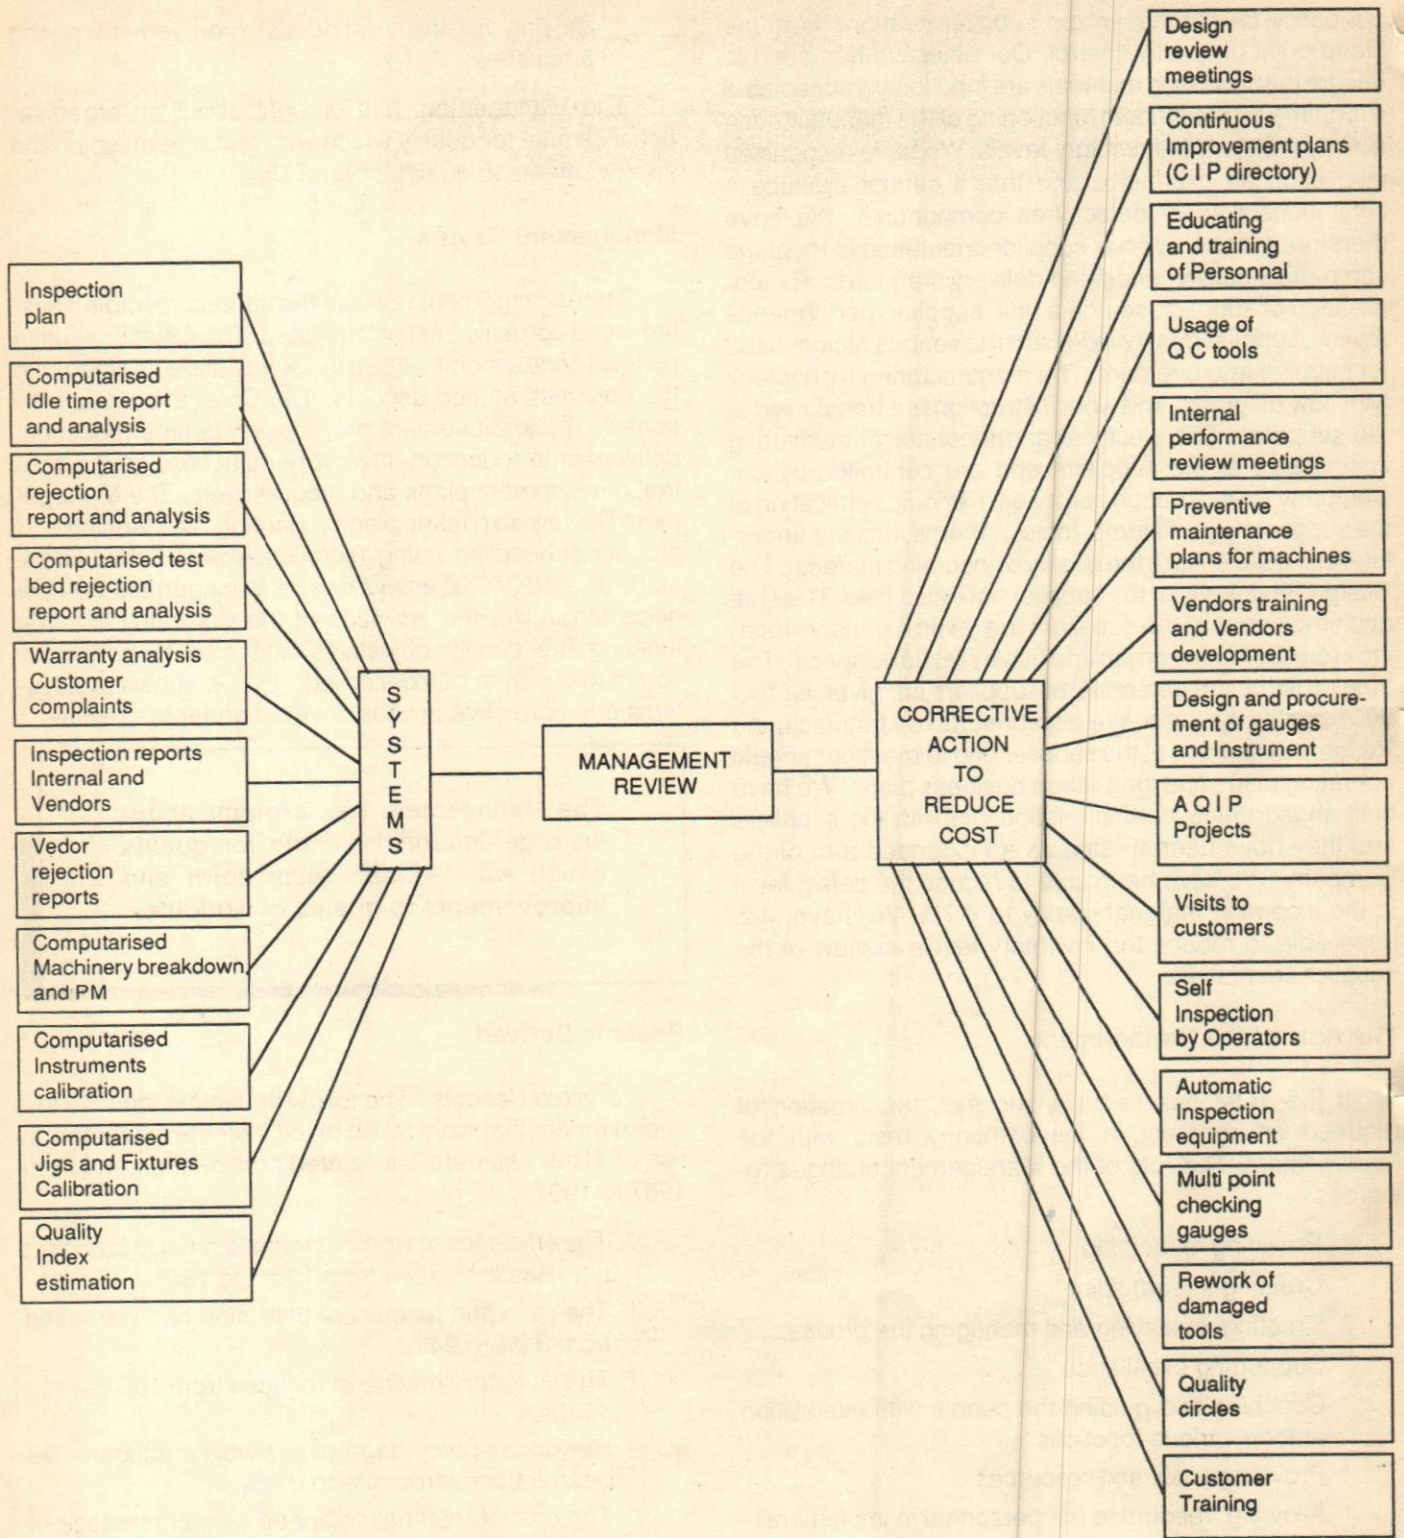 Inspection
plan
Computarised
Idle time report
and analysis
Computarised
rejection
report and analysis
Computarised test
bed rejection
report and analysis
Warranty analysis
Customer
complaints
Inspection reports
Internal and
Vendors
Vedor
rejection
reports
Computarised
Machinery breakdown
and PM
Computarised
Instruments
calibration
Computarised
Jigs and Fixtures
Calibration
Quality
Index
estimation
S
Y
S
T
E
M
S
MANAGEMENT
REVIEW
CORRECTIVE
ACTION
TO
REDUCE
COST
Design
review
meetings
Continuous
Improvement plans
(C I P directory)
Educating
and training
of Personnal
Usage of
Q C tools
Internal
performance
review meetings
Preventive
maintenance
plans for machines
Vendors training
and Vendors
development
Design and procure-
ment of gauges
and Instrument
A Q I P
Projects
Visits to
customers
Self
Inspection
by Operators
Automatic
Inspection
equipment
Multi point
checking
gauges
Rework of
damaged
tools
Quality
circles
Customer
Training